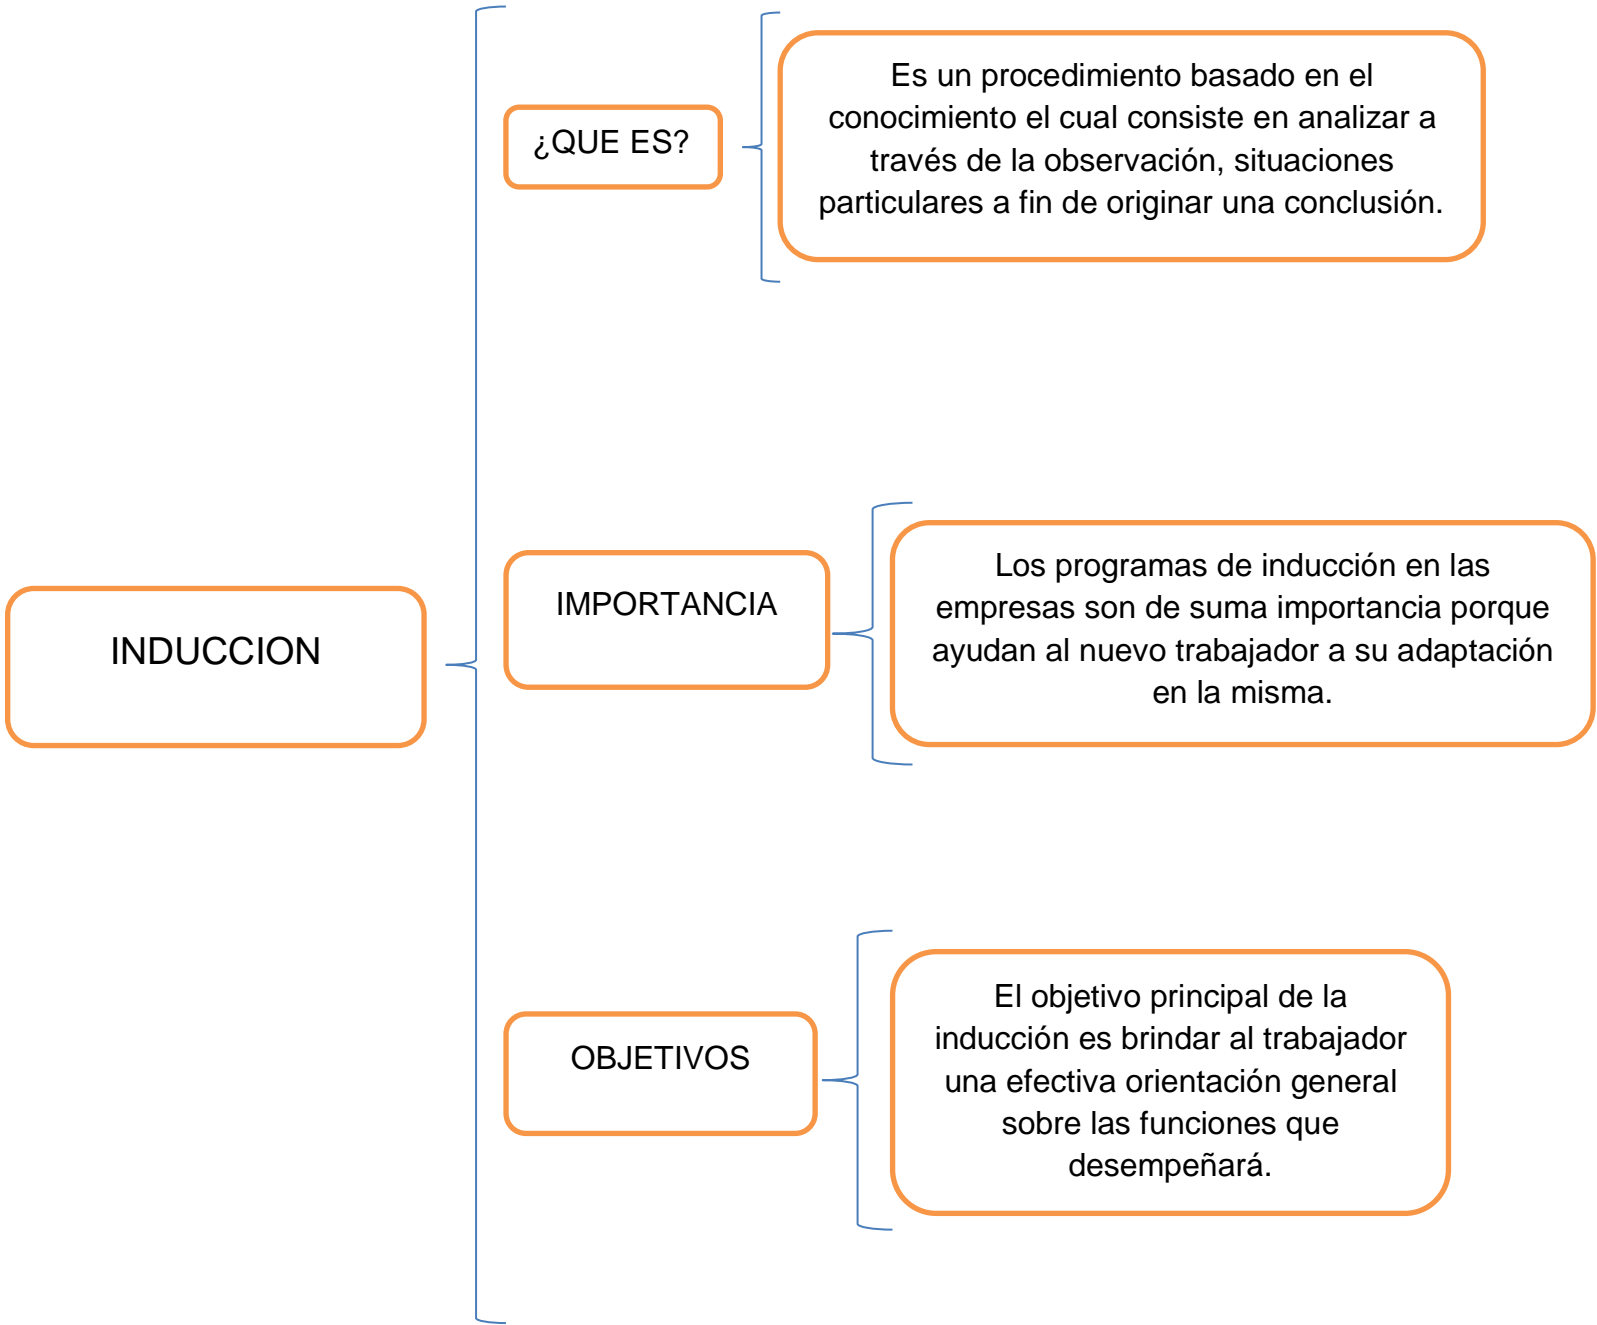 INDUCCION
¿QUE ES?
Es un procedimiento basado en el
conocimiento el cual consiste en analizar a
través de la observación, situaciones
particulares a fin de originar una conclusión.
IMPORTANCIA
Los programas de inducción en las
empresas son de suma importancia porque
ayudan al nuevo trabajador a su adaptación
en la misma.
OBJETIVOS
El objetivo principal de la
inducción es brindar al trabajador
una efectiva orientación general
sobre las funciones que
desempeñará.